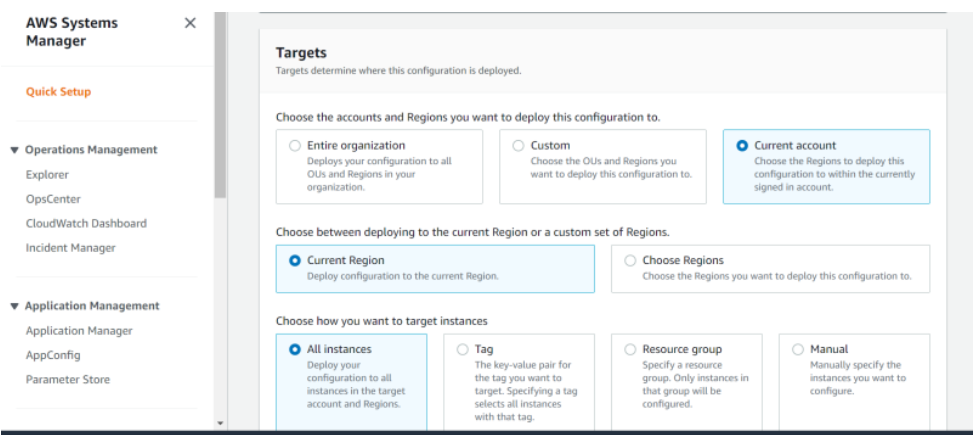 AWS Systems
Manager
Quick Setup
Operations Management
Explorer
OpsCenter
CloudWatch Dashboard
Incident Manager
Application Management
Application Manager
AppConfig
Parameter Store
Targets
Targets determine where this configuration is deployed.
Choose the accounts and Regions you want to deploy this configuration to.
Entire organization
Deploys your configuration to all
OUs and Regions in your
organization.
Custom
Choose the OUs and Regions you
want to deploy this configuration to.
Current account
Choose the Regions to deploy this
configuration to within the currently
signed in account.
Choose between deploying to the current Region or a custom set of Regions.
Current Region
Deploy configuration to the current Region.
Choose Regions
Choose the Regions you want to deploy this configuration to.
Choose how you want to target instances
All instances
Deploy your
configuration to all
instances in the target
account and Regions.
Tag
The key-value pair for
the tag you want to
target. Specifying a tag
selects all instances
with that tag.
Resource group
Specify a resource
group. Only instances in
that group will be
configured.
Manual
Manually specify the
instances you want to
configure.